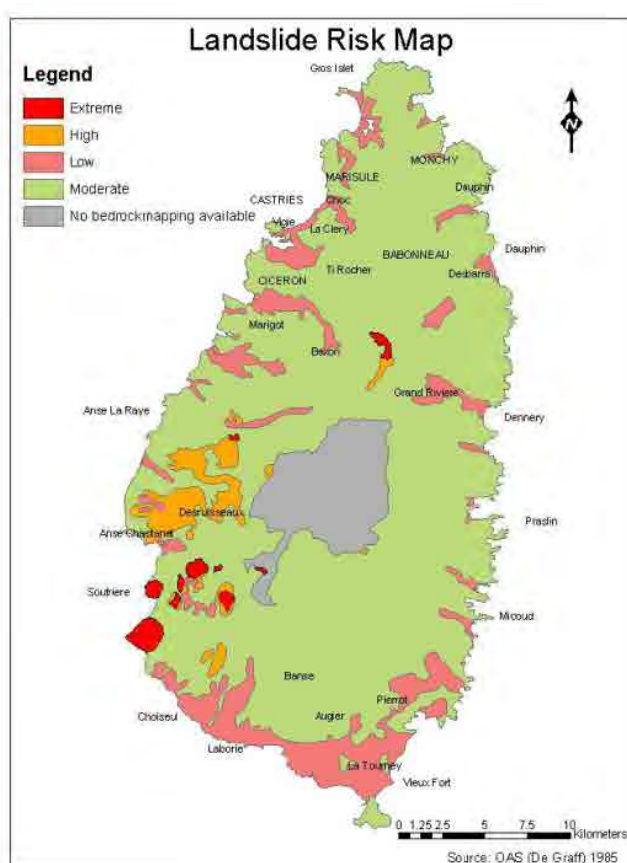 Landslide Risk Map
Legend
Extreme
High
Low
Moderate
No bedrockmapping available
N
Gros Islet
MONCHY
MARISULE
Dauphin
CASTRIES
Choc
Vigie
La Clery
Dauphin
BABONNEAU
Ti Rocher
Desbarra
CICERON
Marigot
Bexon
Grand Riviere
Anse La Raye
Dennery
Desruisseaux
Praslin
Anse Chastanet
Soufriere
Micoud
Banse
Pierrot
Choiseul
Augier
Laborie
La Tourney
Vieux Fort
0 1.25 2.5 5 7.5 10
Kilometers
Source: OAS (De Graff) 1985